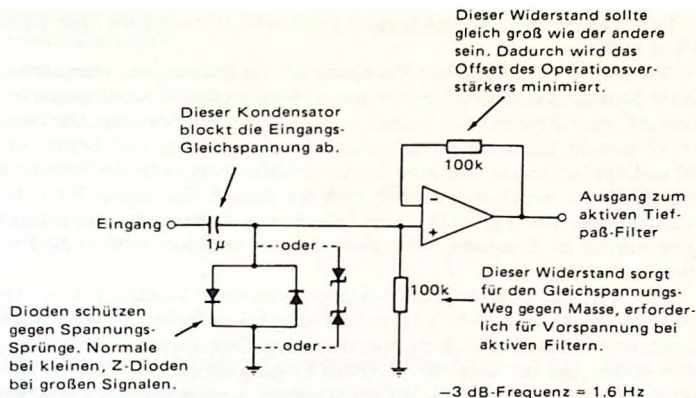 Dieser Widerstand sollte
gleich groß wie der andere
sein. Dadurch wird das
Offset des Operationsver-
stärkers minimiert.
Dieser Kondensator
blockt die Eingangs-
Gleichspannung ab.
100k
-
+
Eingang
1µ
---oder---
---oder---
100k
Ausgang zum
aktiven Tief-
paß-Filter
Dieser Widerstand sorgt
für den Gleichspannungs-
Weg gegen Masse, erforder-
lich für Vorspannung bei
aktiven Filtern.
Dioden schützen
gegen Spannungs-
Sprünge. Normale
bei kleinen, Z-Dioden
bei großen Signalen.
−3 dB-Frequenz = 1,6 Hz